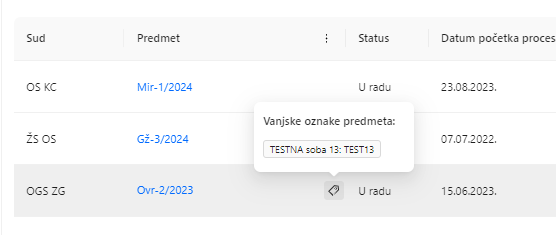 Sud Predmet Status Datum početka proces
OS KC Mir-1/2024 U radu 23.08.2023.
Vanjske oznake predmeta:
ŽS OS Gž-3/2024 07.07.2022.
TESTNA soba 13: TEST13
OGS ZG Ovr-2/2023 U radu 15.06.2023.